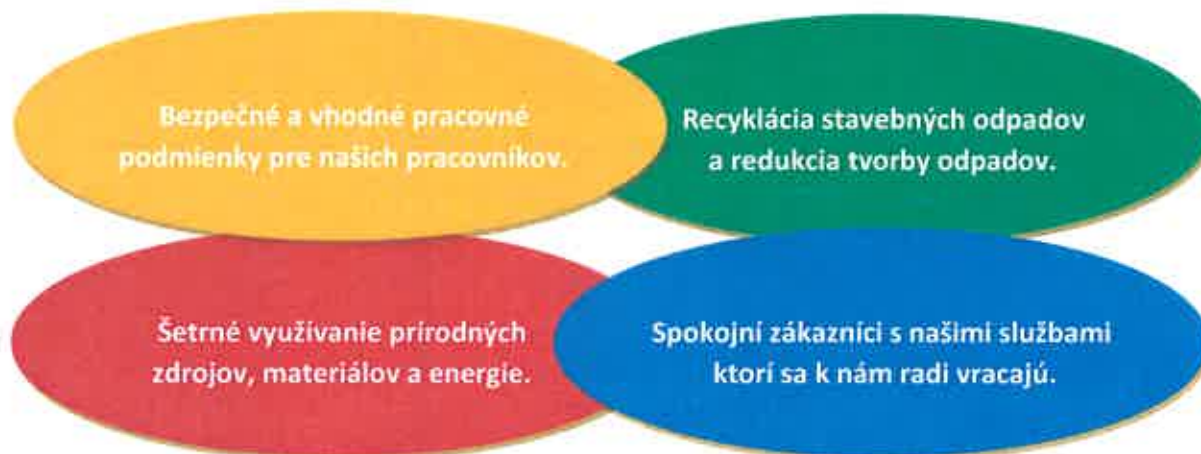 Bezpečné a vhodné pracovné
podmienky pre našich pracovníkov.
Recyklácia stavebných odpadov
a redukcia tvorby odpadov.
Šetrné využívanie prírodných
zdrojov, materiálov a energie.
Spokojní zákazníci s našimi službami
ktorí sa k nám radi vracajú.